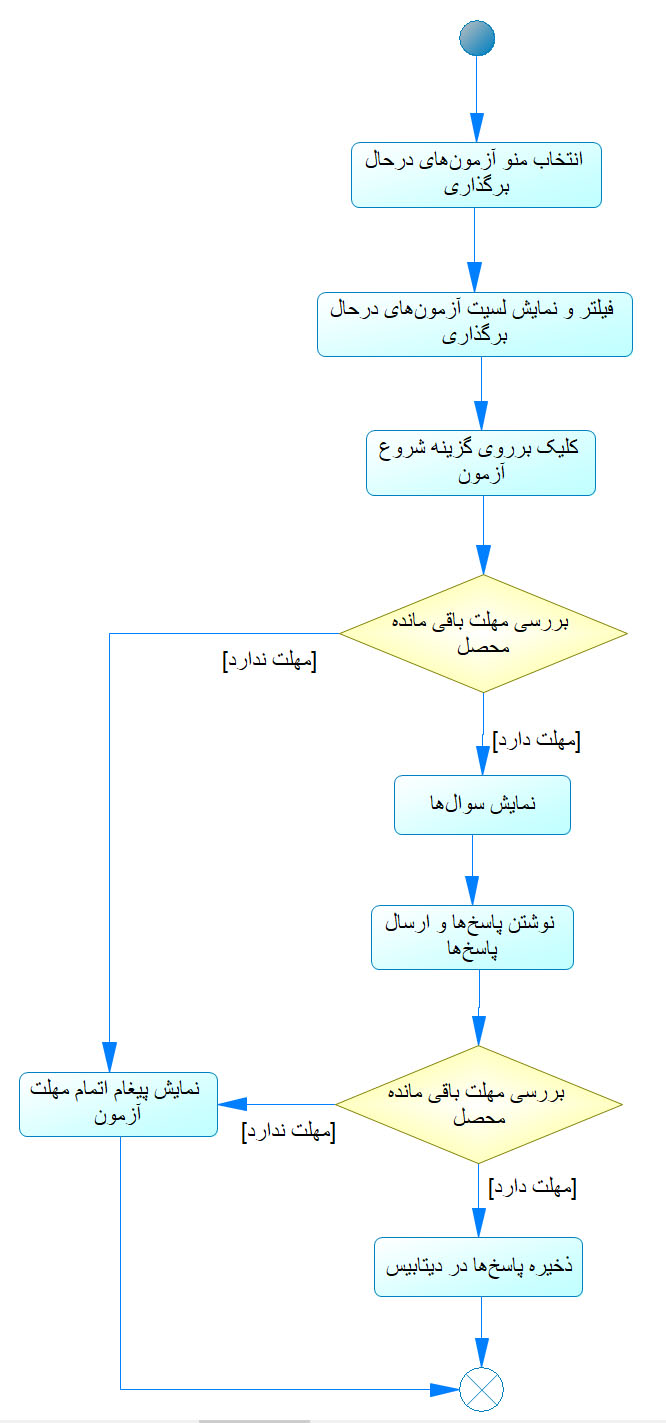 انتخاب منو آزمون‌های درحال
برگذاری
فیلتر و نمایش لسیت آزمون‌های درحال
برگذاری
کلیک برروی گزینه شروع
آزمون
بررسی مهلت باقی مانده
محصل
[مهلت ندارد]
[مهلت دارد]
نمایش سوال‌ها
نوشتن پاسخ‌ها و ارسال
پاسخ‌ها
بررسی مهلت باقی مانده
محصل
نمایش پیغام اتمام مهلت
آزمون
[مهلت ندارد]
[مهلت دارد]
ذخیره پاسخ‌ها در دیتابیس